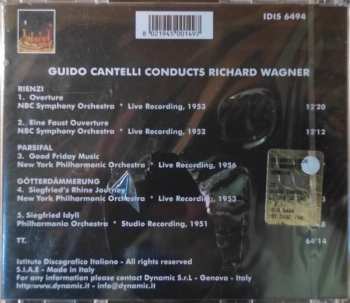 IDIS 6494
8 021945 001497
GUIDO CANTELLI CONDUCTS RICHARD WAGNER
RIENZI
1. Overture
NBC Symphony Orchestra * Live Recording, 1953 12'20
2. Eine Faust Ouverture
NBC Symphony Orchestra * Live Recording, 1952 12'12
PARSIFAL
3. Good Friday Music
New York Philharmonic Orchestra * Live Recording, 1956
GÖTTERDÄMMERUNG
4. Siegfried's Rhine Journey
New York Philharmonic Orchestra * Live Recording, 1953
5. Siegfried Idyll
Philharmonia Orchestra * Studio Recording, 1951
TT. 64'14
Istituto Discografico Italiano - All rights reserved
S.I.A.E - Made in Italy
For any information please contact Dynamic S.r.L - Genova - Italy
http://www.dynamic.it - info@dynamic.it